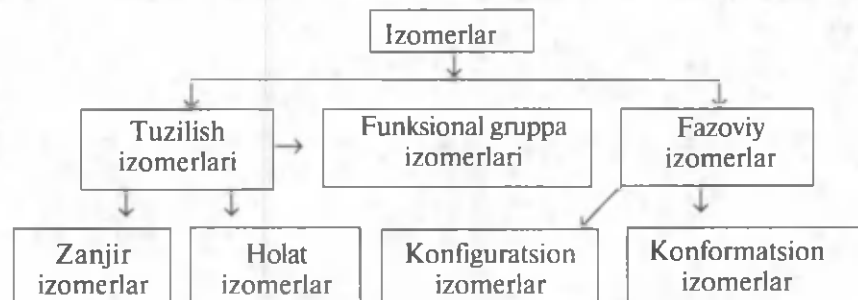 Izomerlar
Tuzilish
izomerlari
Funksional gruppa
izomerlari
Fazoviy
izomerlar
Zanjir
izomerlar
Holat
izomerlar
Konfiguratsion
izomerlar
Konformatsion
izomerlar